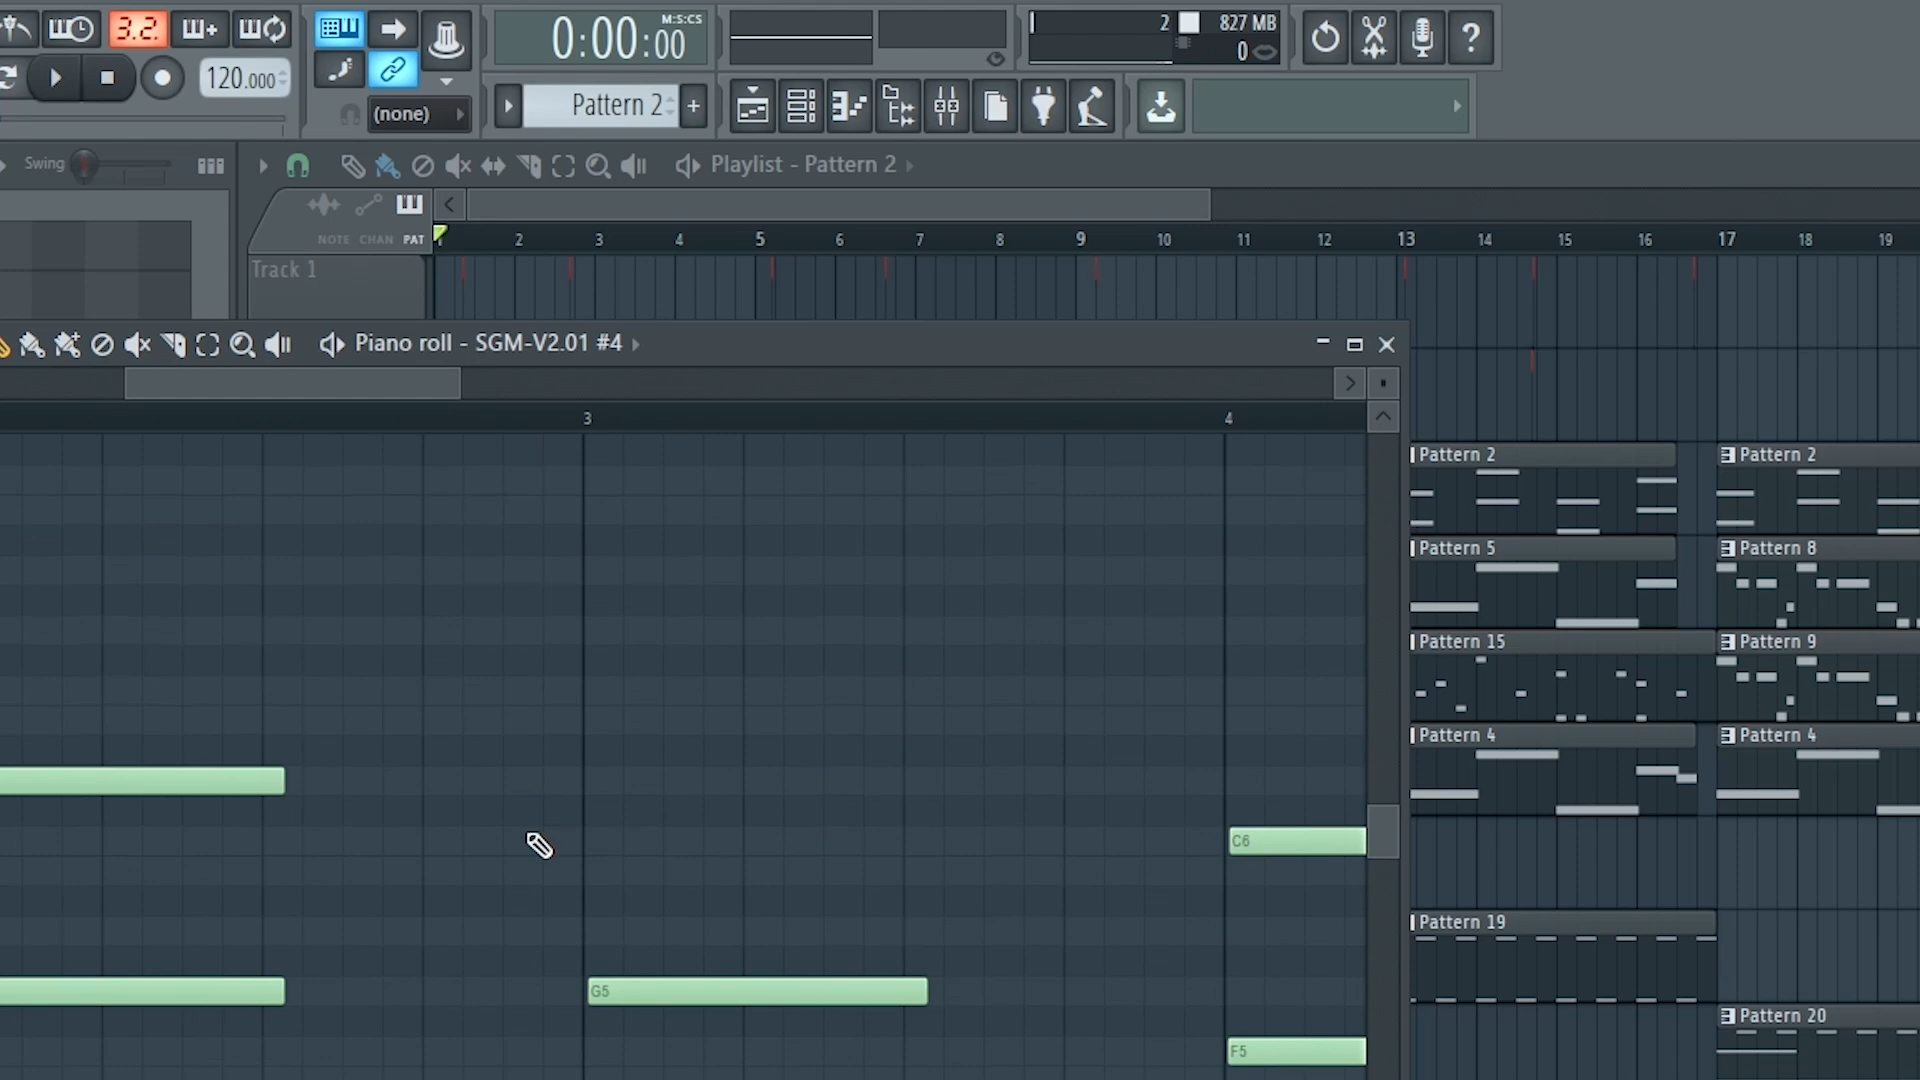 3.2.
M:S:CS
0:00:00
2
827 MB
0
120.000
(none)
Pattern 2
Swing
Playlist - Pattern 2
NOTE CHAN PAT
1 2 3 4 5 6 7 8 9 10 11 12 13 14 15 16 17 18 19
Track 1
Piano roll - SGM-V2.01 #4
3 4
Pattern 2
Pattern 2
Pattern 5
Pattern 8
Pattern 15
Pattern 9
Pattern 4
Pattern 4
C6
Pattern 19
G5
Pattern 20
F5